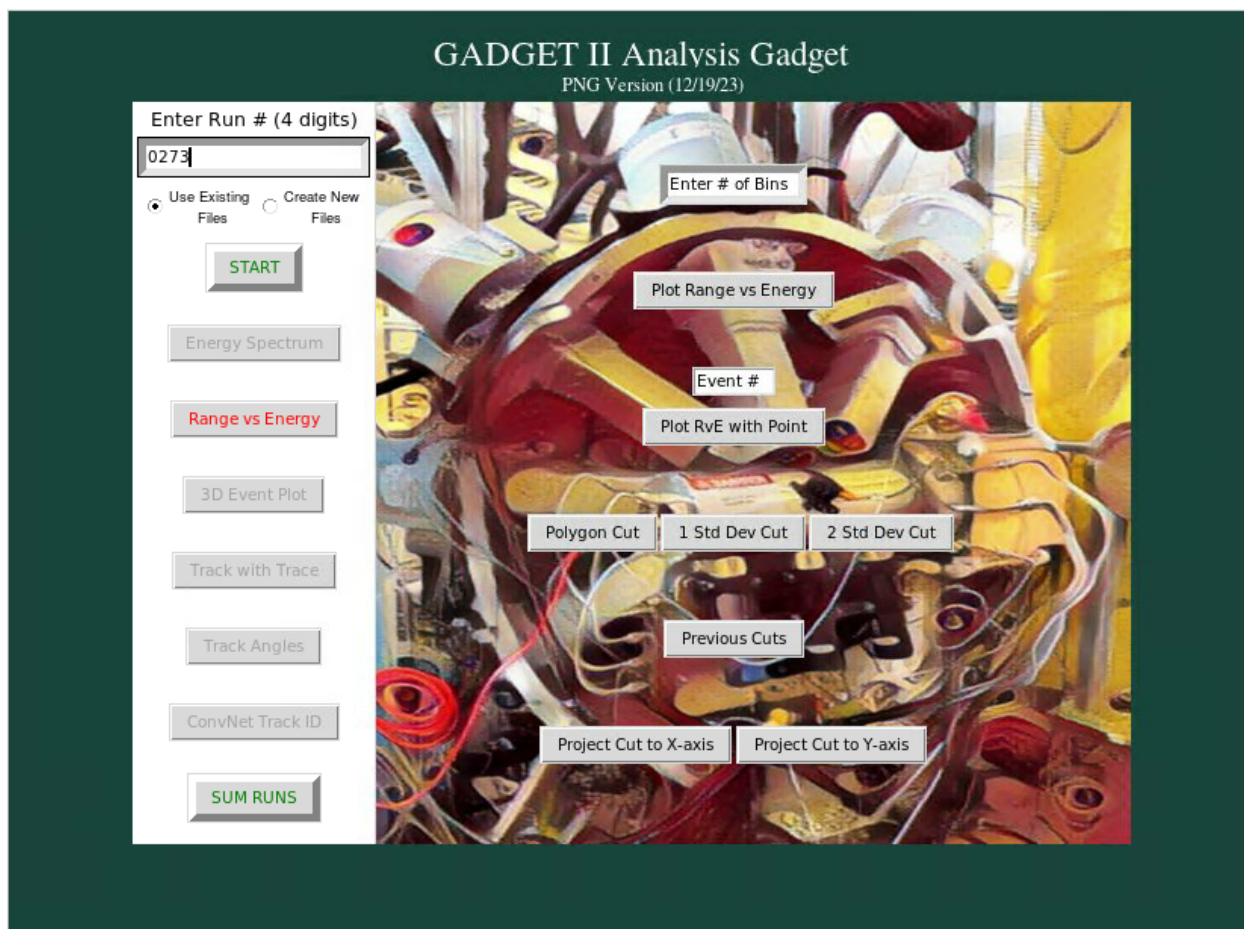 GADGET II Analysis Gadget
PNG Version (12/19/23)
Enter Run # (4 digits)
0273
Use Existing Files
Create New Files
START
Energy Spectrum
Range vs Energy
3D Event Plot
Track with Trace
Track Angles
ConvNet Track ID
SUM RUNS
Enter # of Bins
Plot Range vs Energy
Event #
Plot RvE with Point
Polygon Cut
1 Std Dev Cut
2 Std Dev Cut
Previous Cuts
Project Cut to X-axis
Project Cut to Y-axis